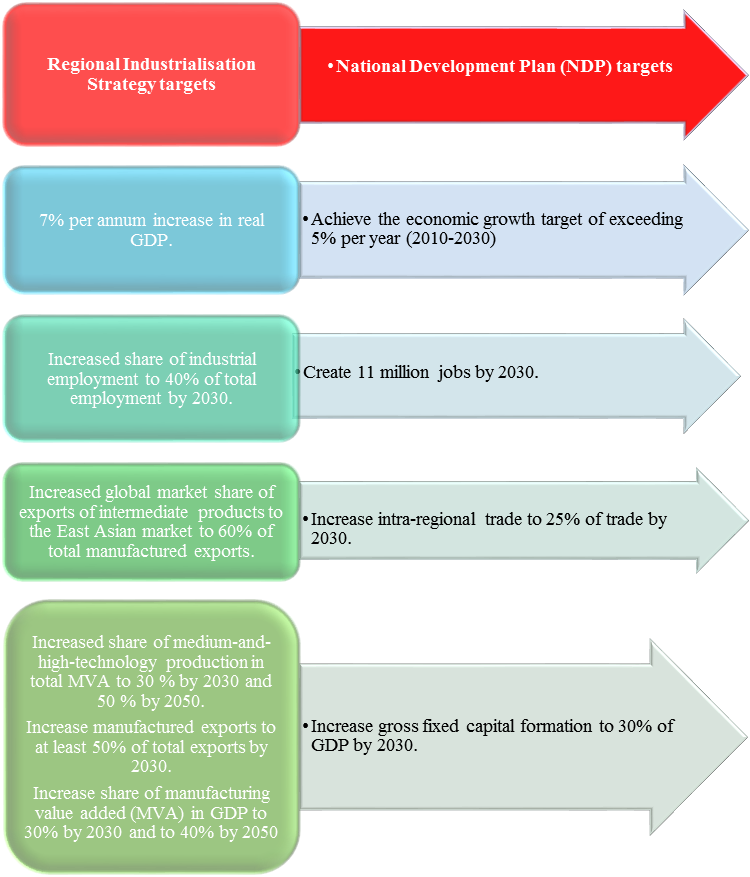 Regional Industrialisation
Strategy targets
•National Development Plan (NDP) targets
7% per annum increase in real
GDP.
•Achieve the economic growth target of exceeding
5% per year (2010-2030)
Increased share of industrial
employment to 40% of total
employment by 2030.
•Create 11 million jobs by 2030.
Increased global market share of
exports of intermediate products to
the East Asian market to 60% of
total manufactured exports.
•Increase intra-regional trade to 25% of trade by
2030.
Increased share of medium-and-
high-technology production in
total MVA to 30 % by 2030 and
50 % by 2050.
Increase manufactured exports to
at least 50% of total exports by
2030.
Increase share of manufacturing
value added (MVA) in GDP to
30% by 2030 and to 40% by 2050
•Increase gross fixed capital formation to 30% of
GDP by 2030.